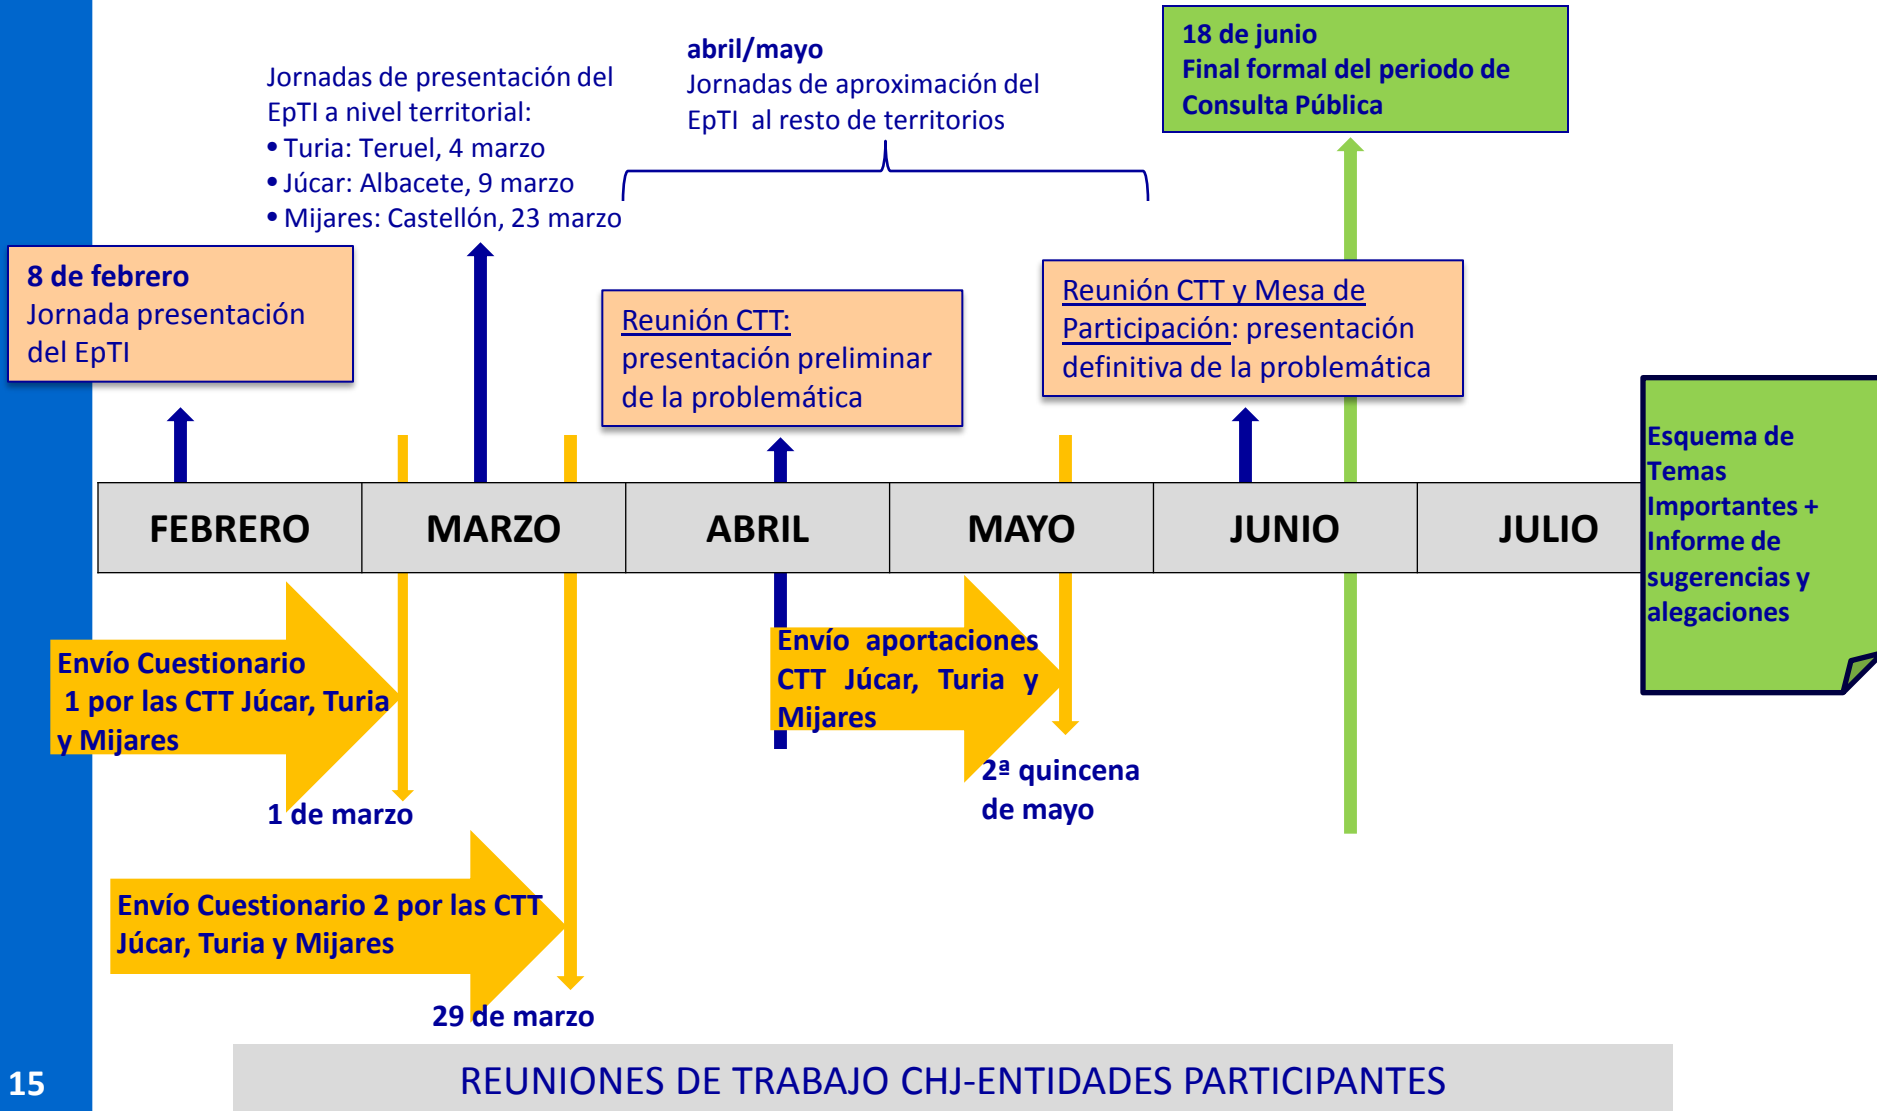 abril/mayo
Jornadas de aproximación del
EpTI al resto de territorios
18 de junio
Final formal del periodo de
Consulta Pública
Jornadas de presentación del
EpTI a nivel territorial:
• Turia: Teruel, 4 marzo
• Júcar: Albacete, 9 marzo
• Mijares: Castellón, 23 marzo
8 de febrero
Jornada presentación
del EpTI
Reunión CTT:
presentación preliminar
de la problemática
Reunión CTT y Mesa de
Participación: presentación
definitiva de la problemática
FEBRERO
MARZO
ABRIL
MAYO
JUNIO
JULIO
Esquema de
Temas
Importantes +
Informe de
sugerencias y
alegaciones
Envío Cuestionario
1 por las CTT Júcar, Turia
y Mijares
1 de marzo
Envío aportaciones
CTT Júcar, Turia y
Mijares
2ª quincena
de mayo
Envío Cuestionario 2 por las CTT
Júcar, Turia y Mijares
29 de marzo
15
REUNIONES DE TRABAJO CHJ-ENTIDADES PARTICIPANTES